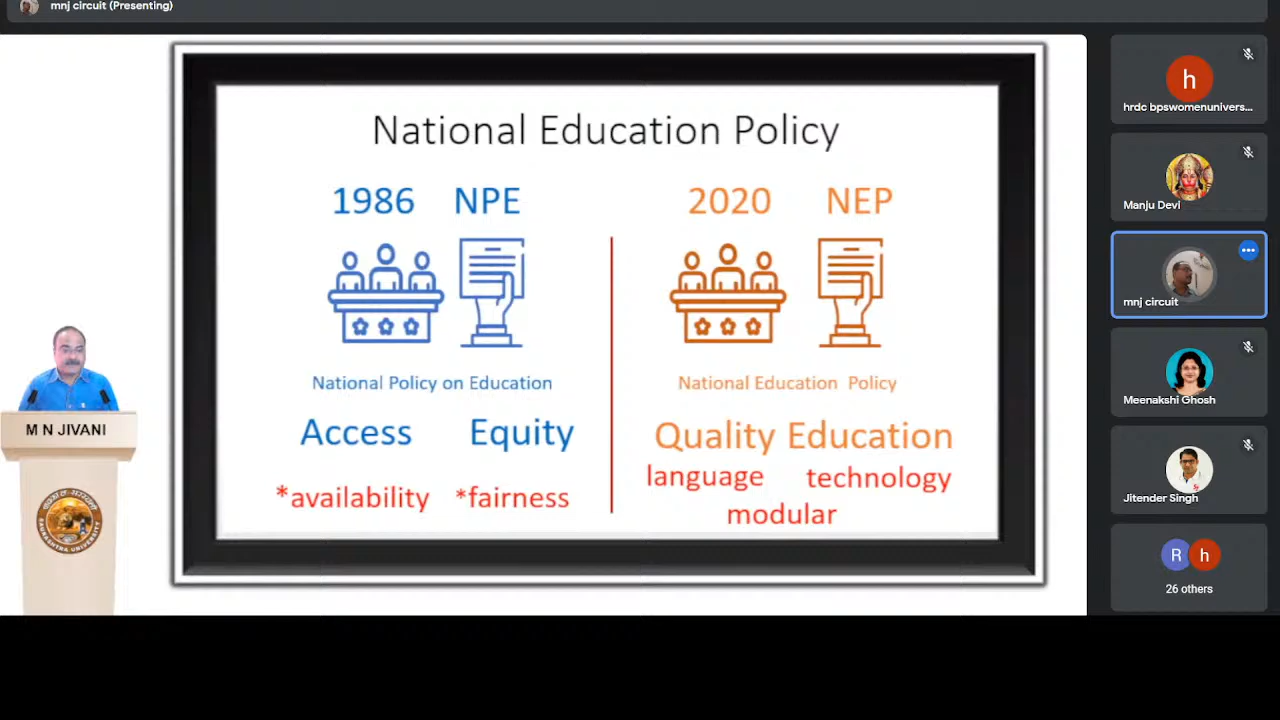 mnj circuit (Presenting)
National Education Policy
1986 NPE
2020 NEP
National Policy on Education
National Education Policy
Access Equity
Quality Education
language technology
*availability *fairness
modular
M N JIVANI
SAURASHTRA UNIVERSITY
h
hrdc bpswomenunivers...
Manju Devi
mnj circuit
Meenakshi Ghosh
Jitender Singh
R h
26 others